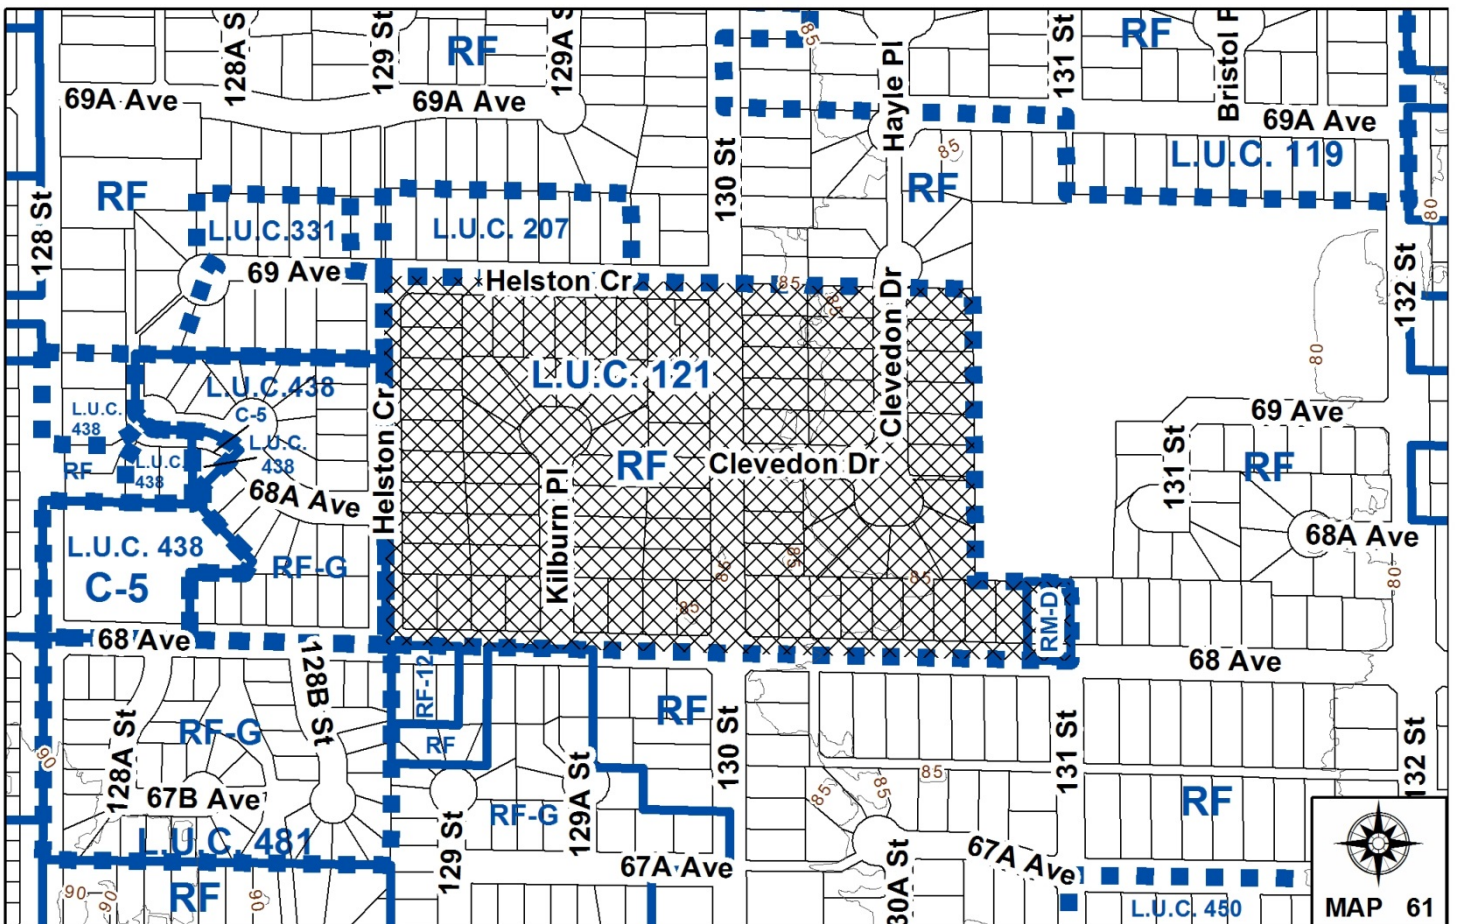 128A S
129 St
RF
129A S
85
Hayle Pl
131 St
RF
Bristol P
69A Ave
69A Ave
69A Ave
RF
128 St
130 St
85
RF
L.U.C. 119
80
L.U.C.331
L.U.C. 207
69 Ave
Helston Cr
85
85
Clevedon Dr
132 St
80
L.U.C.438
L.U.C. 121
L.U.C.
438
C-5
69 Ave
L.U.C.
438
RF
L.U.C.
438
Helston Cr
RF
Clevedon Dr
131 St
RF
68A Ave
Kilburn Pl
68A Ave
L.U.C. 438
C-5
RF-G
85
85
85
85
80
RM-D
68 Ave
68 Ave
128B St
RF-12
RF
RF
RF-G
128A St
90
67B Ave
130 St
131 St
132 St
129A St
85
85
85
RF
RF-G
L.U.C. 481
129 St
67A Ave
67A Ave
30A St
90
90
90
RF
L.U.C. 450
MAP 61